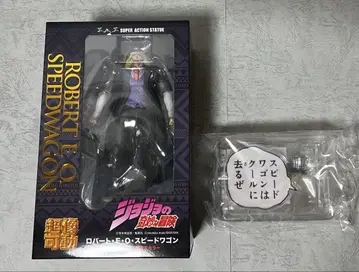 SUPER ACTION STATUE
ROBERT E.O.
SPEEDWAGON
超像可動
ジョジョの奇妙な冒険
ロバート・E・O・スピードワゴン
スピード
ワゴンは
クールに
去るぜ